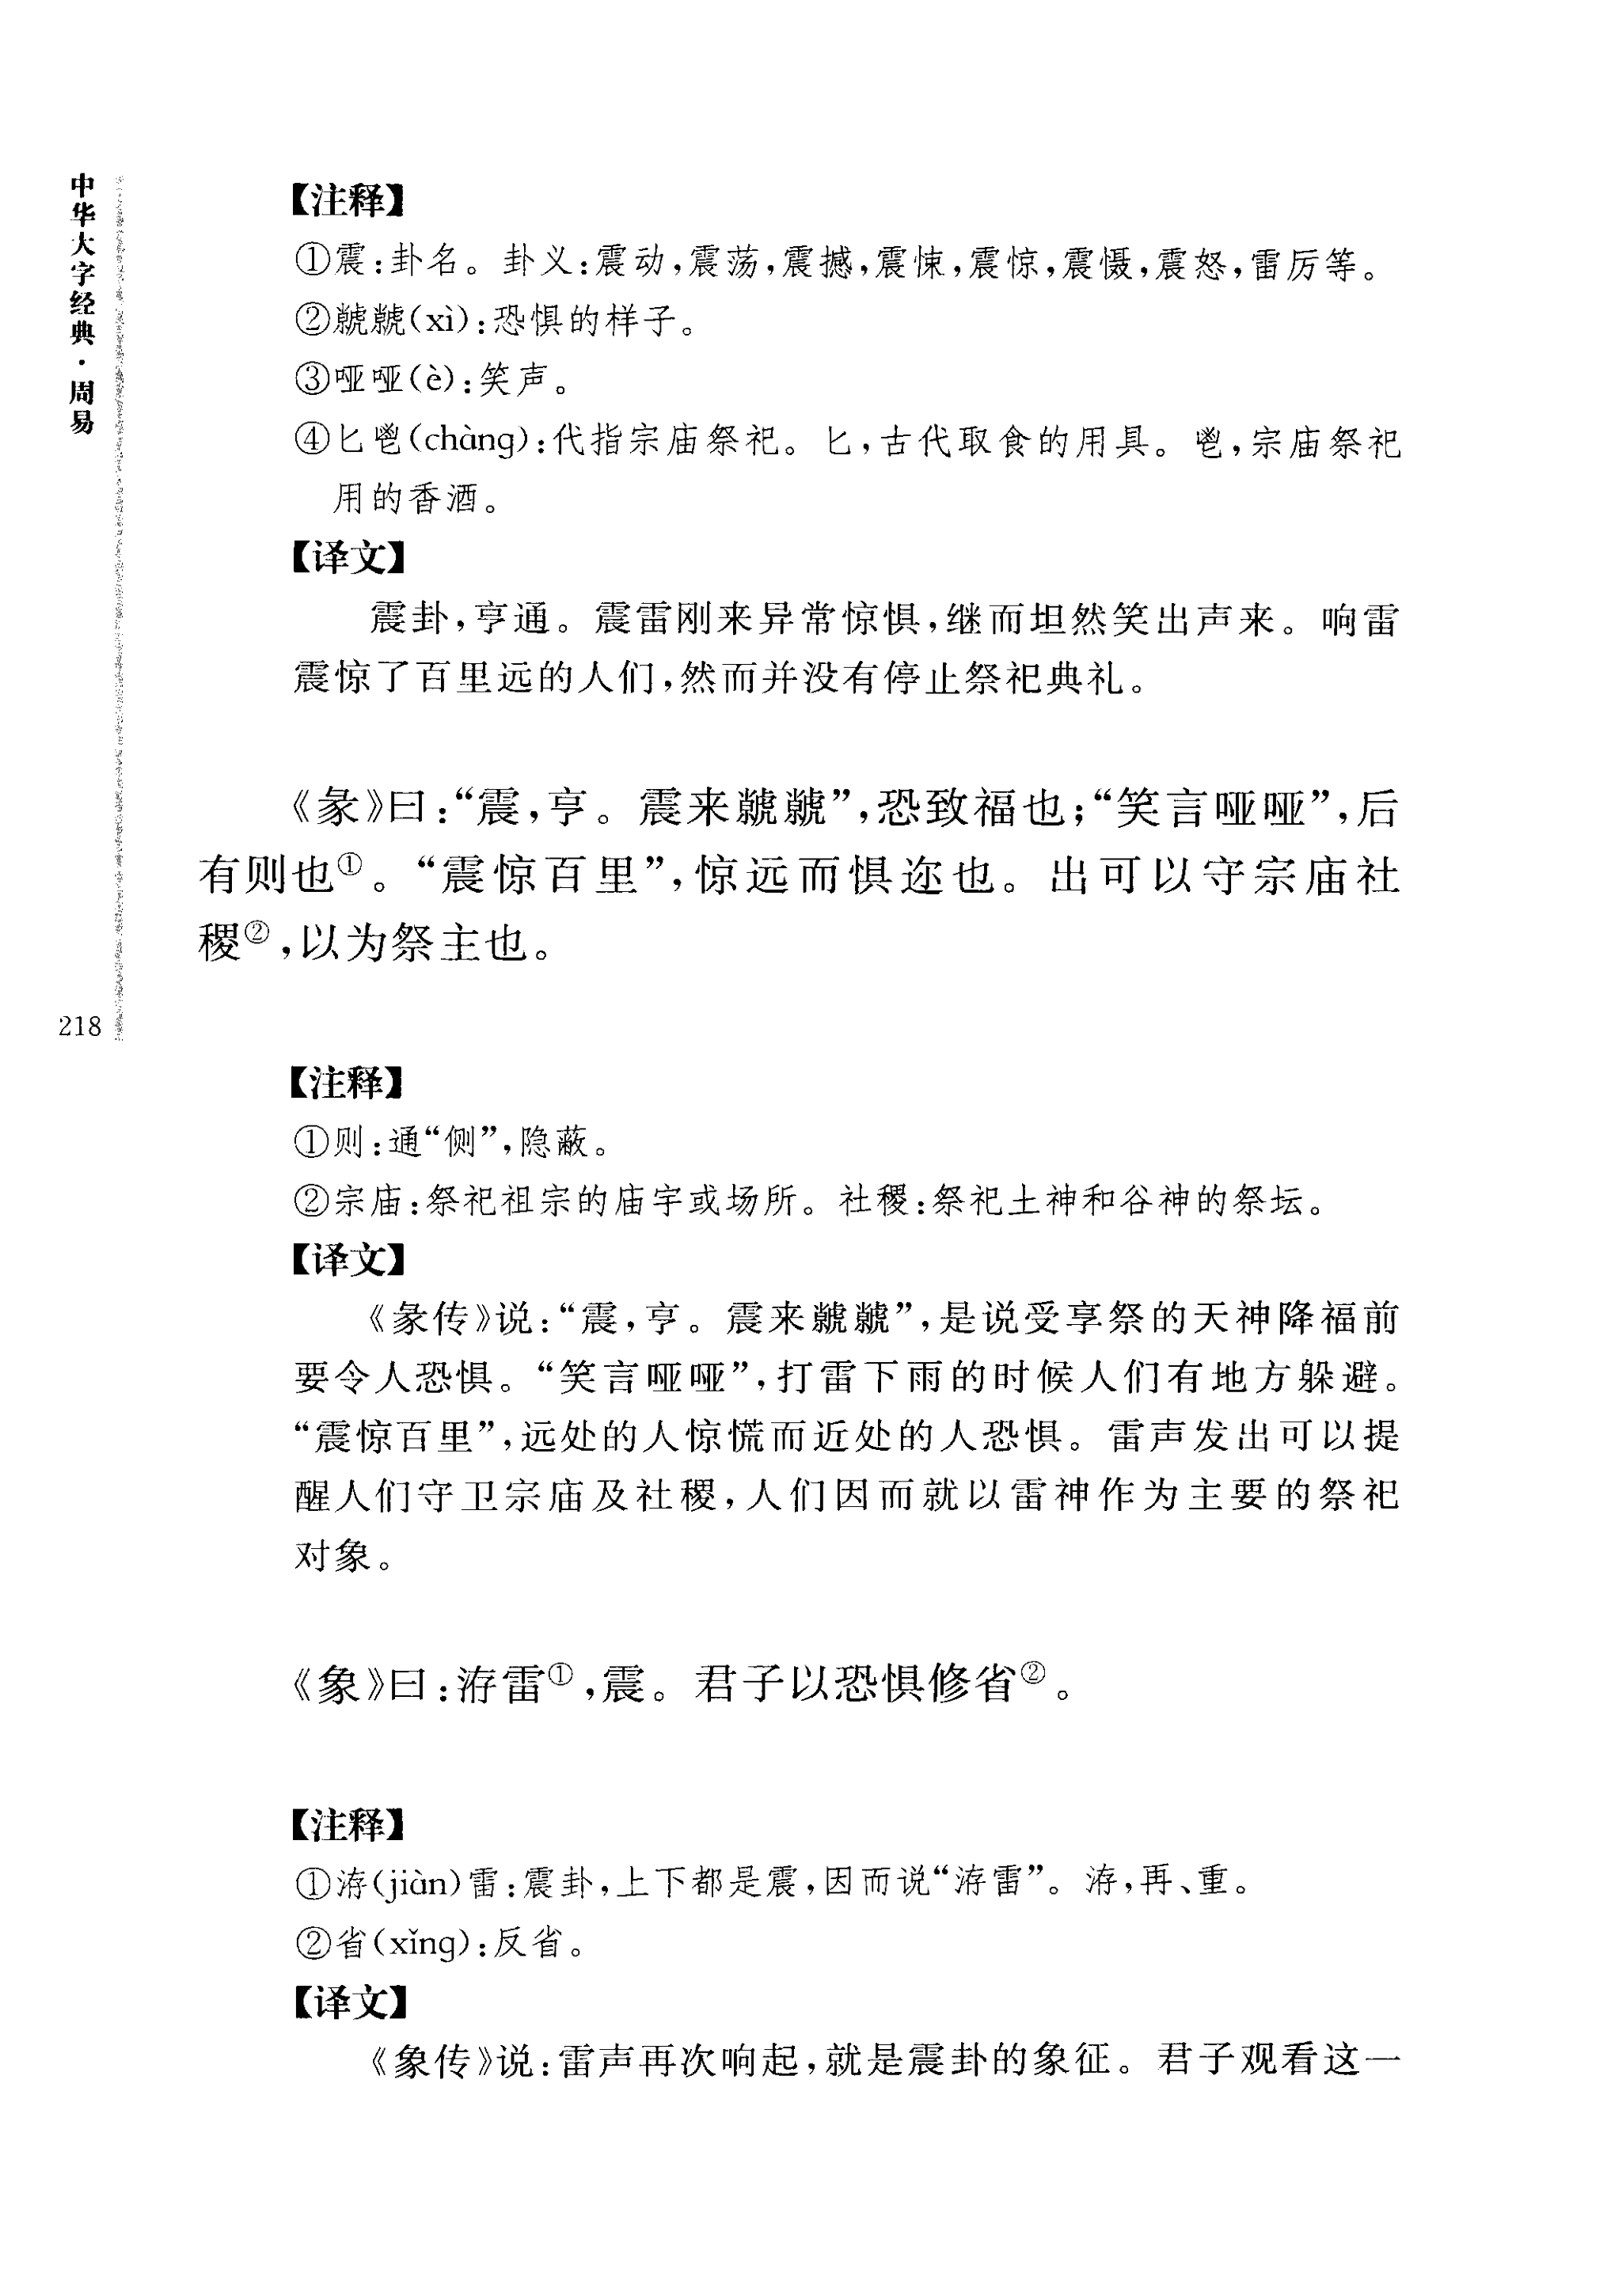 中华大字经典·周易
218
【注释】
①震:卦名。卦义:震动,震荡,震撼,震悚,震惊,震慑,震怒,雷厉等。
②虩虩(xì):恐惧的样子。
③哑哑(è):笑声。
④匕鬯(chàng):代指宗庙祭祀。匕,古代取食的用具。鬯,宗庙祭祀
用的香酒。
【译文】
震卦,亨通。震雷刚来异常惊惧,继而坦然笑出声来。响雷
震惊了百里远的人们,然而并没有停止祭祀典礼。
《彖》曰:“震,亨。震来虩虩”,恐致福也;“笑言哑哑”,后
有则也①。“震惊百里”,惊远而惧迩也。出可以守宗庙社
稷②,以为祭主也。
【注释】
①则:通“侧”,隐蔽。
②宗庙:祭祀祖宗的庙宇或场所。社稷:祭祀土神和谷神的祭坛。
【译文】
《彖传》说:“震,亨。震来虩虩”,是说受享祭的天神降福前
要令人恐惧。“笑言哑哑”,打雷下雨的时候人们有地方躲避。
“震惊百里”,远处的人惊慌而近处的人恐惧。雷声发出可以提
醒人们守卫宗庙及社稷,人们因而就以雷神作为主要的祭祀
对象。
《象》曰:洊雷①,震。君子以恐惧修省②。
【注释】
①洊(jiàn)雷:震卦,上下都是震,因而说“洊雷”。洊,再、重。
②省(xǐng):反省。
【译文】
《象传》说:雷声再次响起,就是震卦的象征。君子观看这一